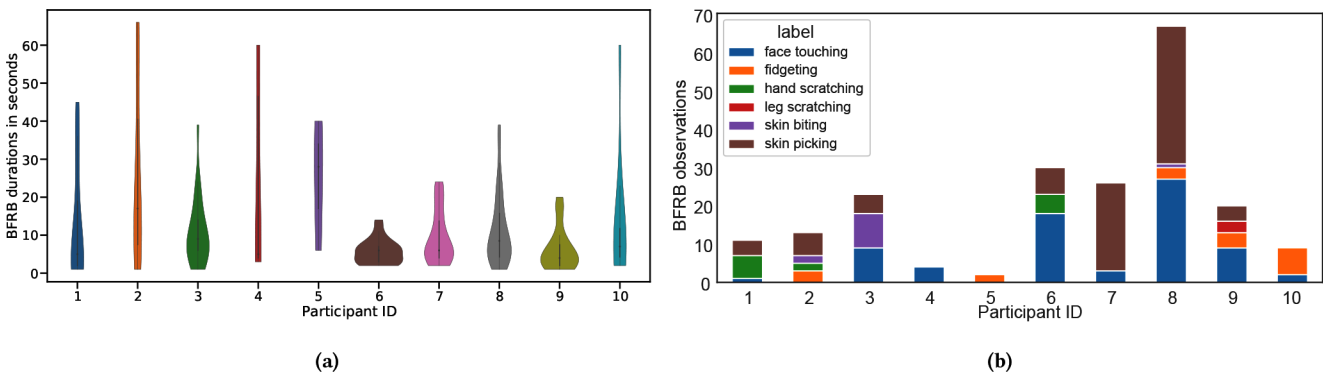 BFRB durations in seconds
60
50
40
30
20
10
0
1 2 3 4 5 6 7 8 9 10
Participant ID
(a)
BFRB observations
70
60
50
40
30
20
10
0
label
face touching
fidgeting
hand scratching
leg scratching
skin biting
skin picking
1 2 3 4 5 6 7 8 9 10
Participant ID
(b)